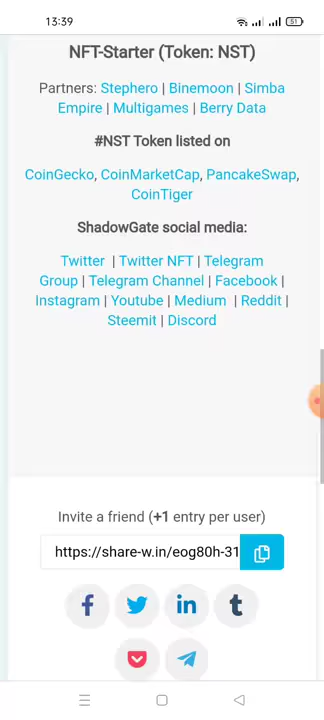 13:39
51
NFT-Starter (Token: NST)
Partners: Stephero | Binemoon | Simba
Empire | Multigames | Berry Data
#NST Token listed on
CoinGecko, CoinMarketCap, PancakeSwap,
CoinTiger
ShadowGate social media:
Twitter | Twitter NFT | Telegram
Group | Telegram Channel | Facebook |
Instagram | Youtube | Medium | Reddit |
Steemit | Discord
Invite a friend (+1 entry per user)
https://share-w.in/eog80h-31